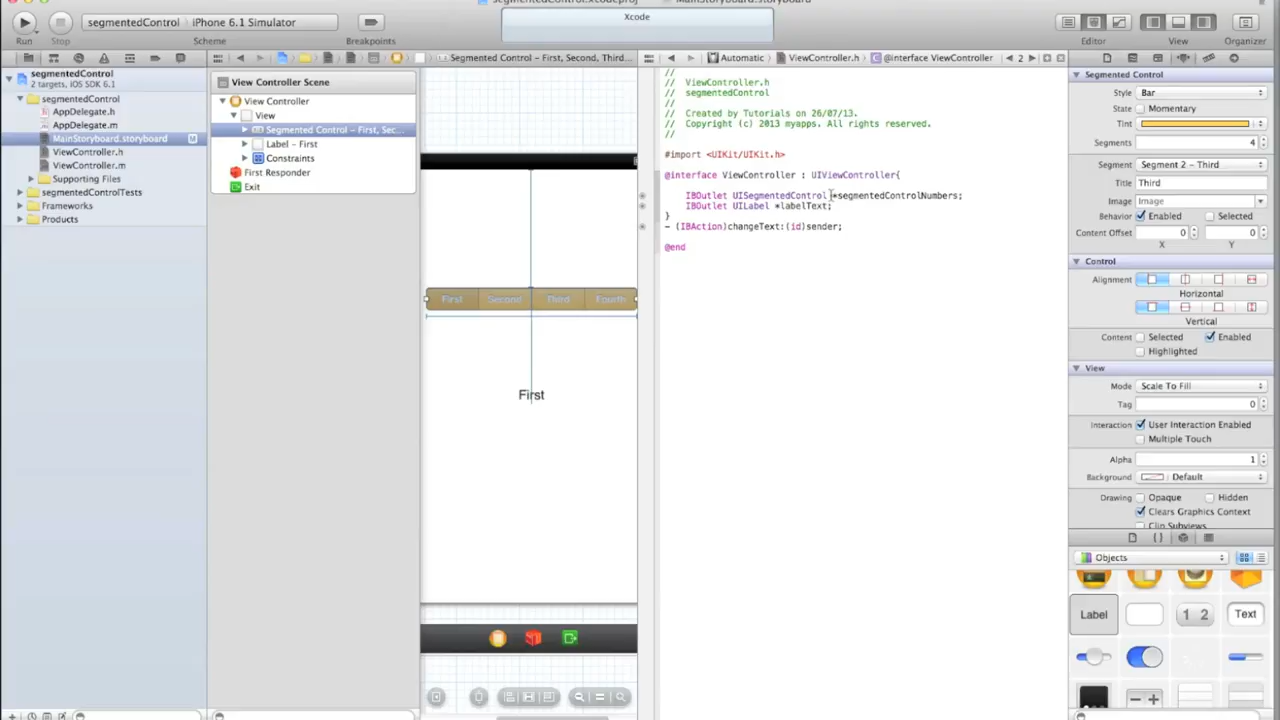 segmentedControl.xcodeproj
MainStoryboard.storyboard
segmentedControl
iPhone 6.1 Simulator
Xcode
Run
Stop
Scheme
Breakpoints
Editor
View
Organizer
Segmented Control – First, Second, Third...
Automatic
ViewController.h
@interface ViewController
2
segmentedControl
2 targets, iOS SDK 6.1
segmentedControl
AppDelegate.h
AppDelegate.m
MainStoryboard.storyboard
M
ViewController.h
ViewController.m
Supporting Files
segmentedControlTests
Frameworks
Products
View Controller Scene
View Controller
View
Segmented Control – First, Sec...
Label – First
Constraints
First Responder
Exit
First
Second
Third
Fourth
First
//
// ViewController.h
// segmentedControl
//
// Created by Tutorials on 26/07/13.
// Copyright (c) 2013 myapps. All rights reserved.
//
#import <UIKit/UIKit.h>
@interface ViewController : UIViewController{
IBOutlet UISegmentedControl *segmentedControlNumbers;
IBOutlet UILabel *labelText;
}
- (IBAction)changeText:(id)sender;
@end
Segmented Control
Style Bar
State Momentary
Tint
Segments 4
Segment Segment 2 – Third
Title Third
Image Image
Behavior Enabled Selected
Content Offset 0 0
X Y
Control
Alignment
Horizontal
Vertical
Content Selected Enabled
Highlighted
View
Mode Scale To Fill
Tag 0
Interaction User Interaction Enabled
Multiple Touch
Alpha 1
Background Default
Drawing Opaque Hidden
Clears Graphics Context
Clip Subviews
Objects
Label
1 2
Text